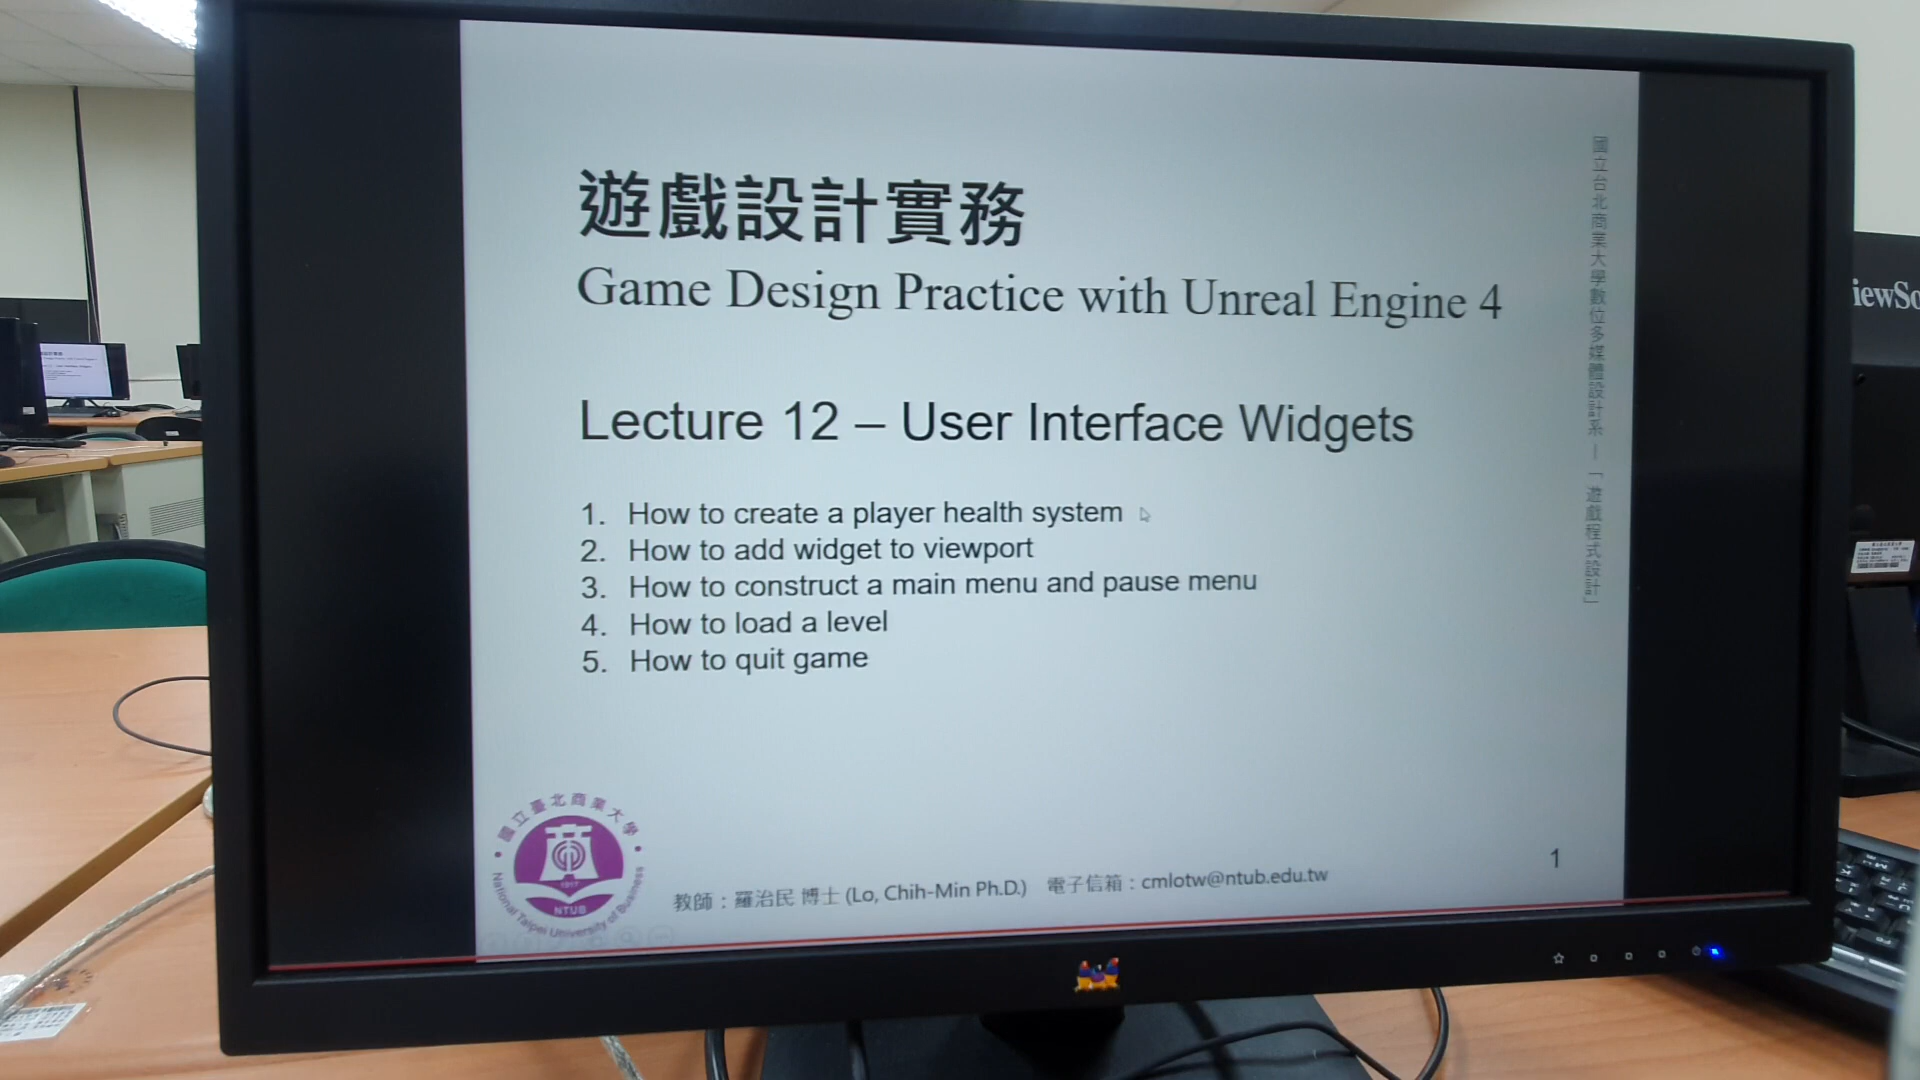 遊戲設計實務
Game Design Practice with Unreal Engine 4
Lecture 12 – User Interface Widgets
1. How to create a player health system
2. How to add widget to viewport
3. How to construct a main menu and pause menu
4. How to load a level
5. How to quit game
國立台北商業大學數位多媒體設計系 — 「遊戲程式設計」
國立臺北商業大學
1917
NTUB
National Taipei University of Business
教師：羅治民 博士 (Lo, Chih-Min Ph.D.) 電子信箱：cmlotw@ntub.edu.tw
1
iewSo